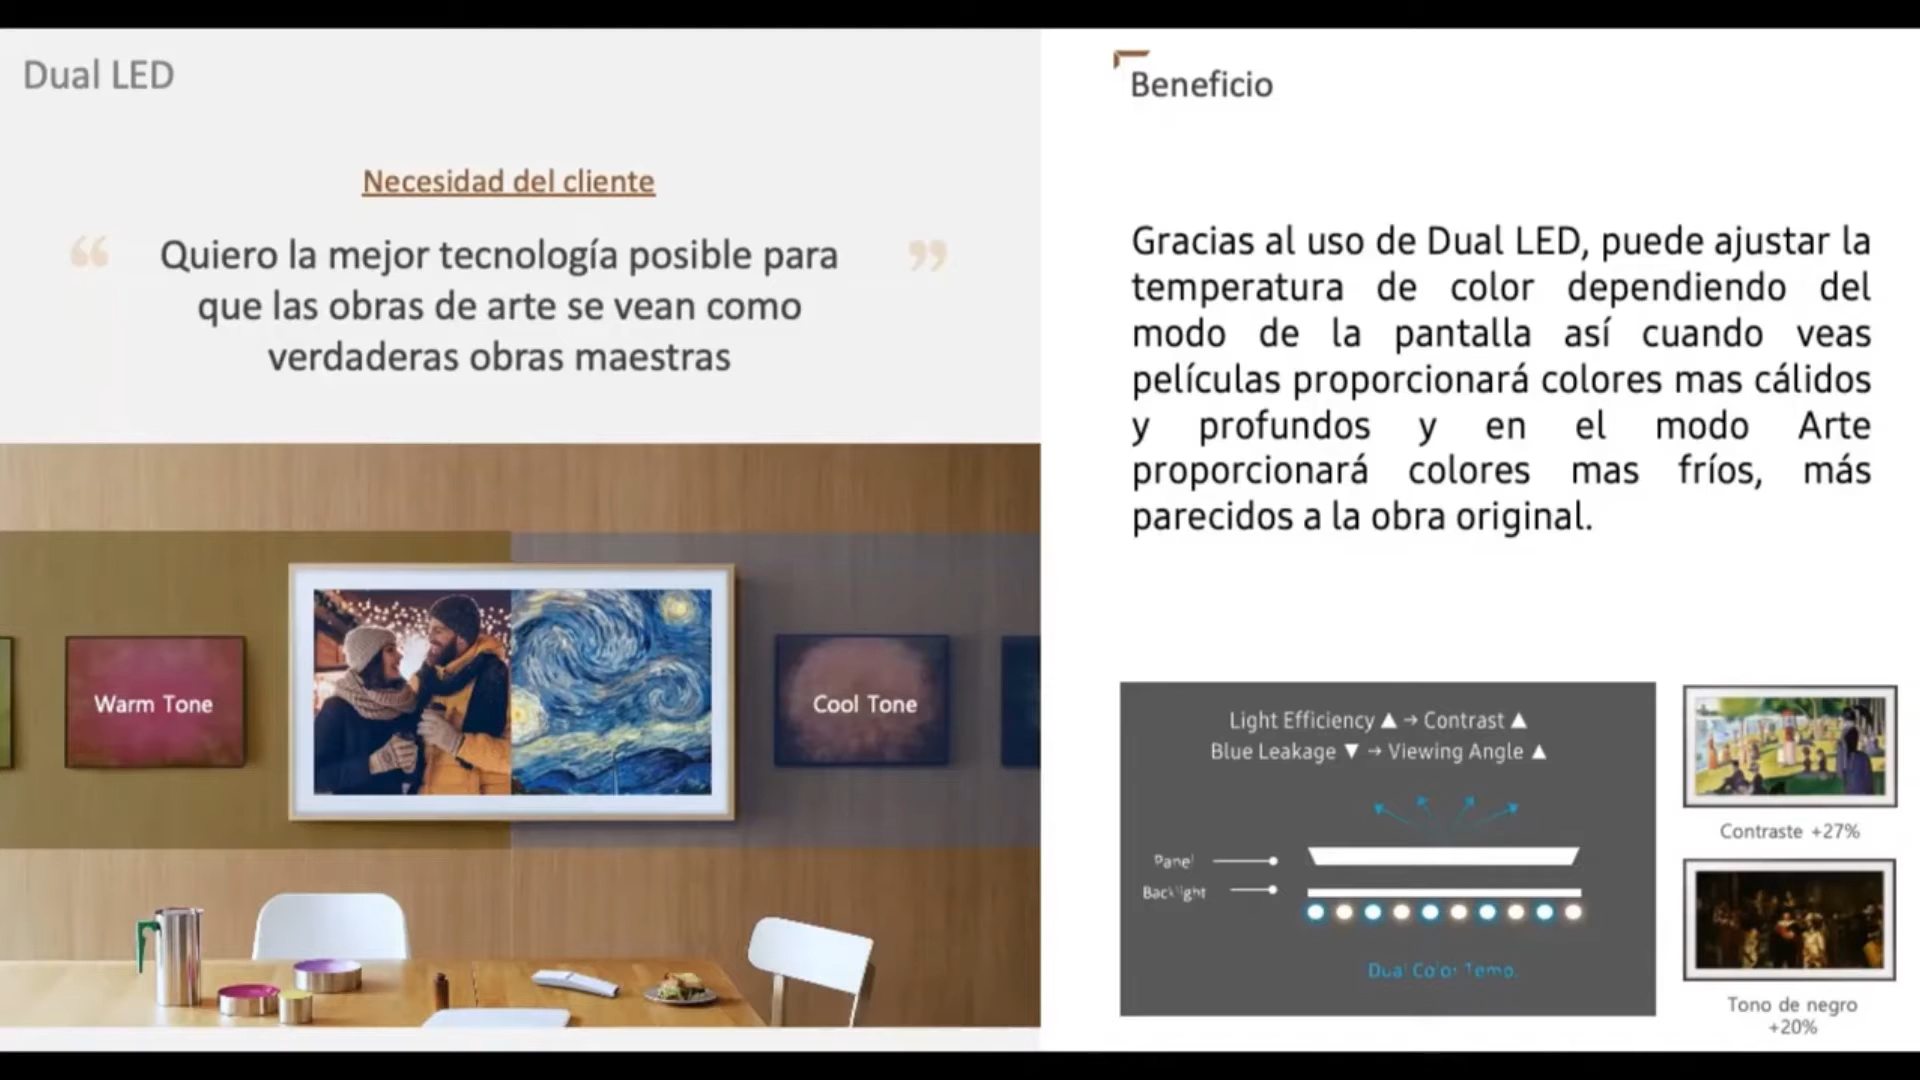 Dual LED
Necesidad del cliente
“ Quiero la mejor tecnología posible para ”
que las obras de arte se vean como
verdaderas obras maestras
Warm Tone
Cool Tone
Beneficio
Gracias al uso de Dual LED, puede ajustar la
temperatura de color dependiendo del
modo de la pantalla así cuando veas
películas proporcionará colores mas cálidos
y profundos y en el modo Arte
proporcionará colores mas fríos, más
parecidos a la obra original.
Light Efficiency ▲ → Contrast ▲
Blue Leakage ▼ → Viewing Angle ▲
Panel
Backlight
Dual Color Temp.
Contraste +27%
Tono de negro
+20%